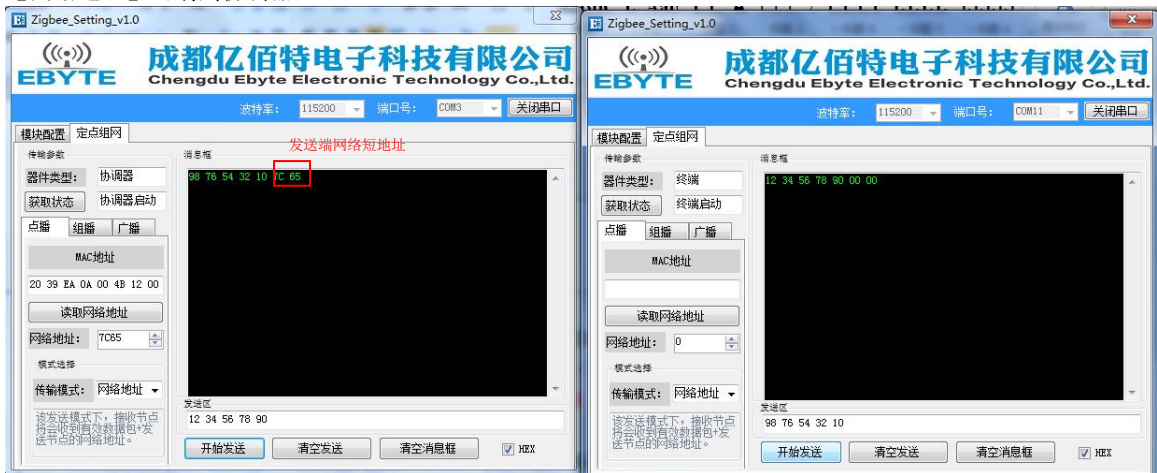 Zigbee_Setting_v1.0
EBYTE
成都亿佰特电子科技有限公司
Chengdu Ebyte Electronic Technology Co.,Ltd.
波特率： 115200 端口号： COM3 关闭串口
模块配置 定点组网
发送端网络短地址
传输参数
器件类型： 协调器
获取状态 协调器启动
点播 组播 广播
MAC地址
20 39 EA 0A 00 4B 12 00
读取网络地址
网络地址： 7C65
模式选择
传输模式： 网络地址
该发送模式下，接收节点
将会收到有效数据包+发
送节点的网络地址。
消息框
98 76 54 32 10 7C 65
发送区
12 34 56 78 90
开始发送 清空发送 清空消息框 HEX
Zigbee_Setting_v1.0
EBYTE
成都亿佰特电子科技有限公司
Chengdu Ebyte Electronic Technology Co.,Ltd.
波特率： 115200 端口号： COM11 关闭串口
模块配置 定点组网
传输参数
器件类型： 终端
获取状态 终端启动
点播 组播 广播
MAC地址
读取网络地址
网络地址： 0
模式选择
传输模式： 网络地址
该发送模式下，接收节点
将会收到有效数据包+发
送节点的网络地址。
消息框
12 34 56 78 90 00 00
发送区
98 76 54 32 10
开始发送 清空发送 清空消息框 HEX